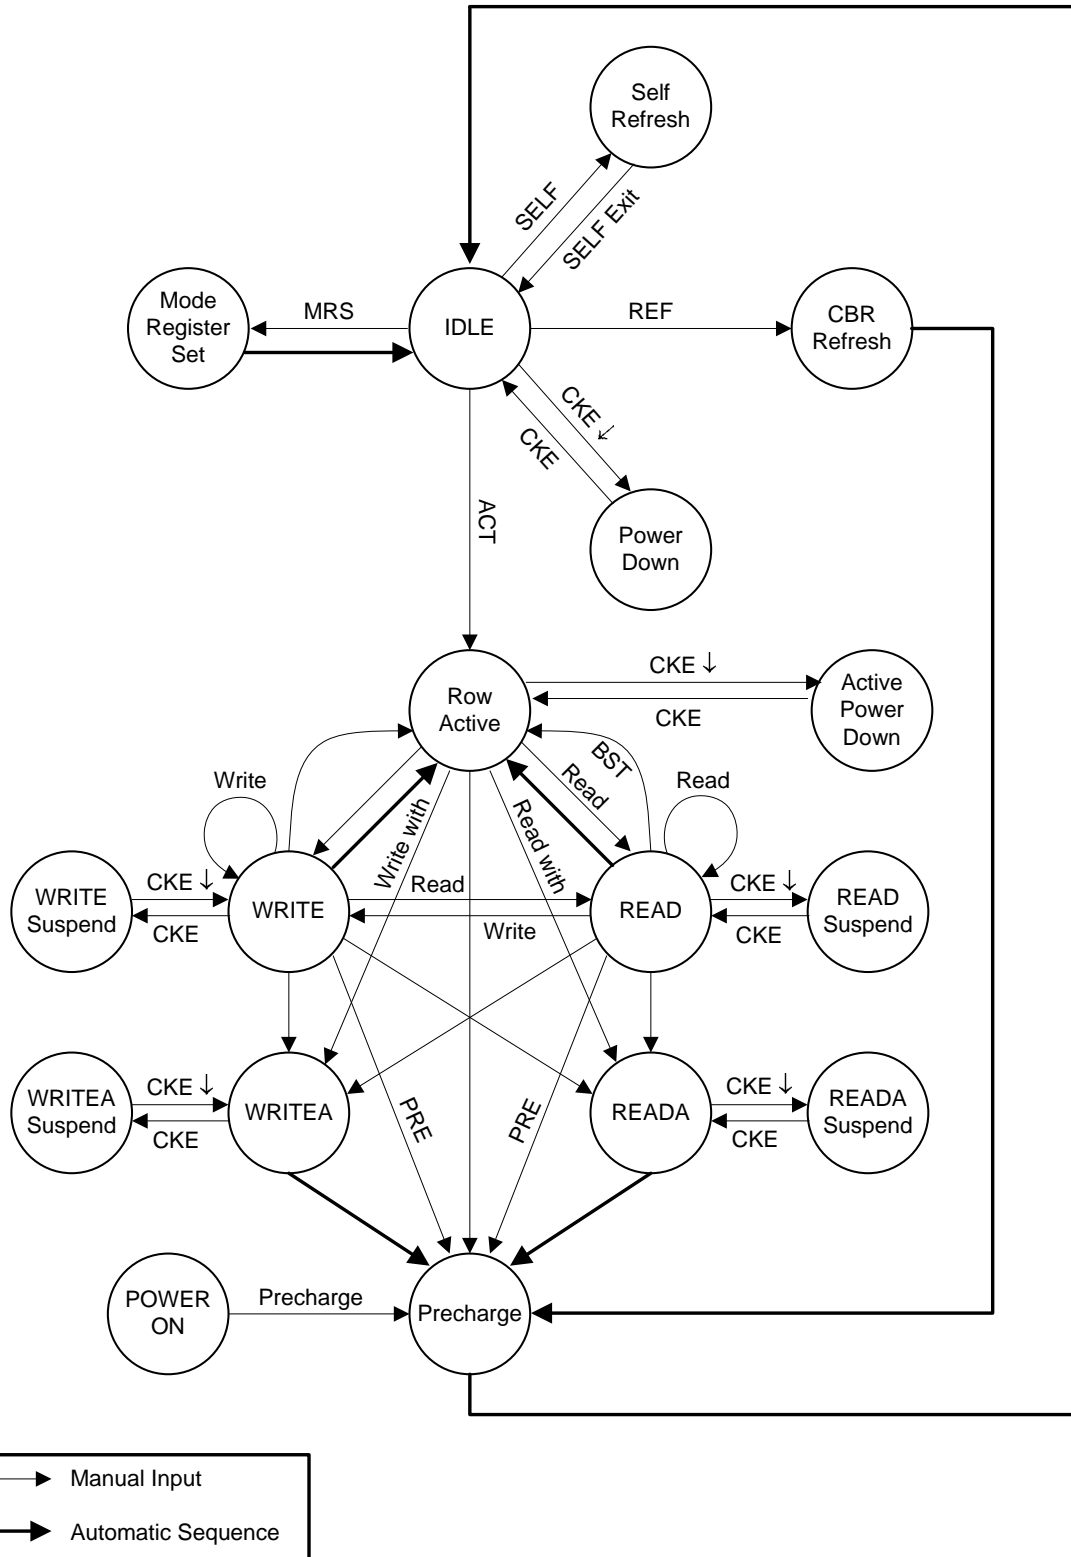 Self
Refresh
SELF
SELF Exit
Mode
Register
Set
MRS
IDLE
REF
CBR
Refresh
CKE ↓
CKE
ACT
Power
Down
Row
Active
CKE ↓
CKE
Active
Power
Down
BST
Read
Write
Read
Write with
Read with
WRITE
Suspend
CKE ↓
CKE
WRITE
Read
Write
READ
CKE ↓
CKE
READ
Suspend
WRITEA
Suspend
CKE ↓
CKE
WRITEA
PRE
PRE
READA
CKE ↓
CKE
READA
Suspend
POWER
ON
Precharge
Precharge
Manual Input
Automatic Sequence